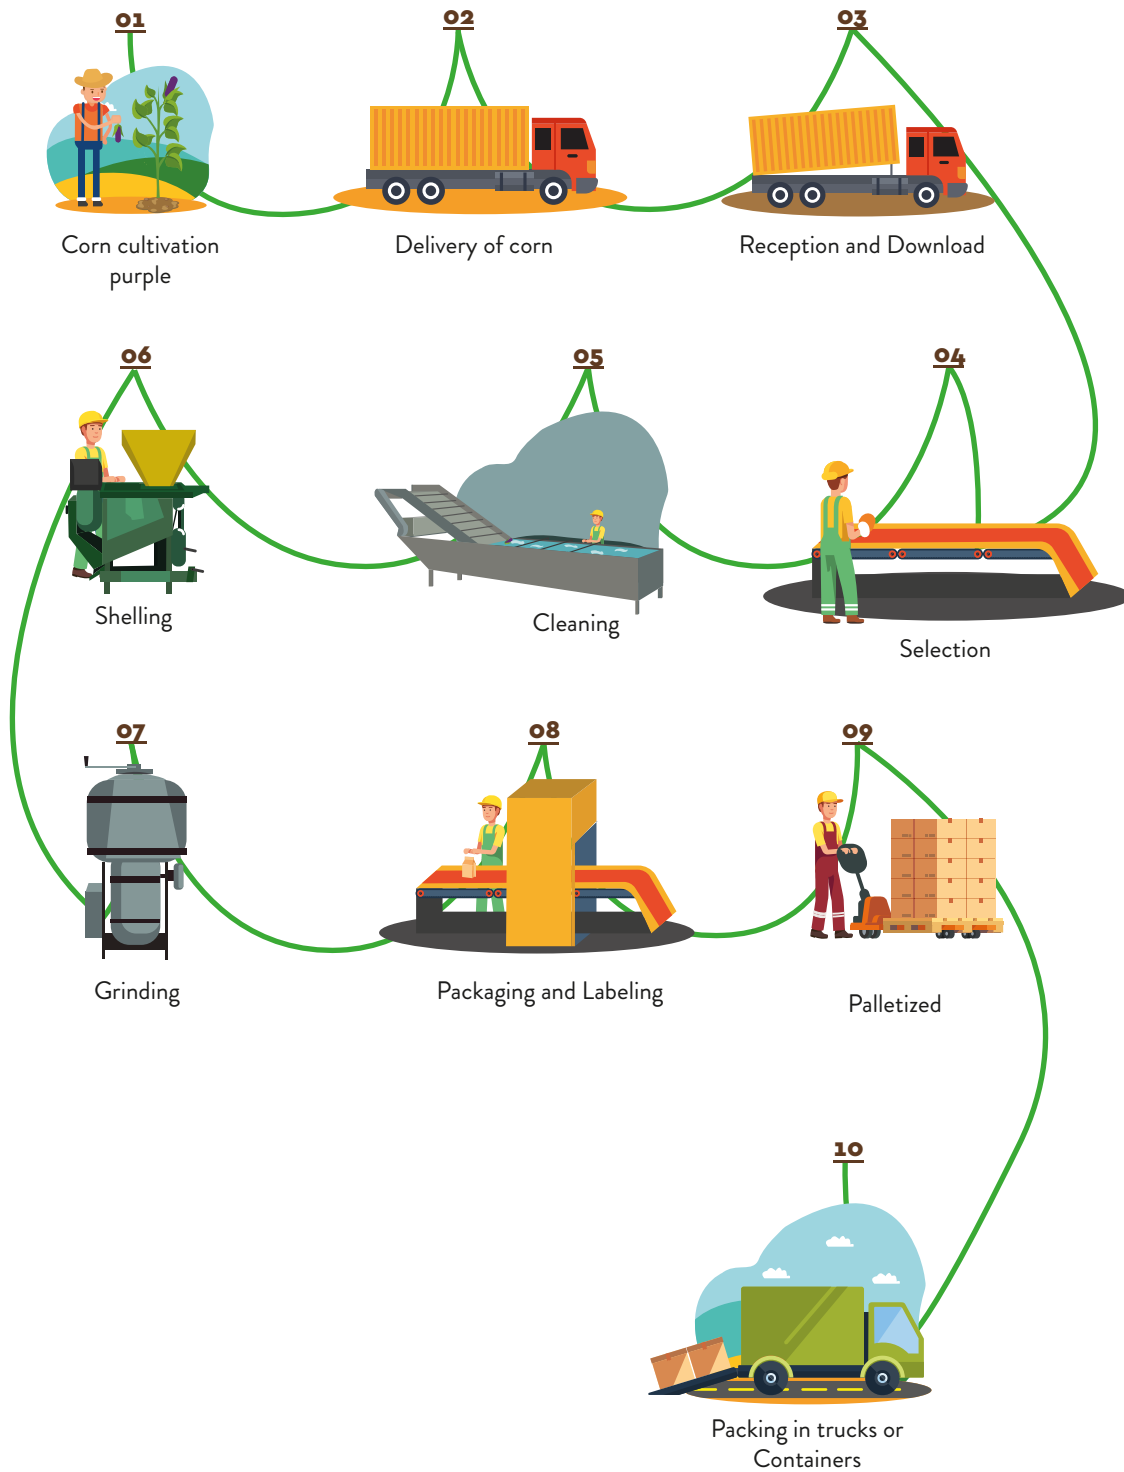 01
02
03
Corn cultivation
purple
Delivery of corn
Reception and Download
06
05
04
Shelling
Cleaning
Selection
07
08
09
Grinding
Packaging and Labeling
Palletized
10
Packing in trucks or
Containers